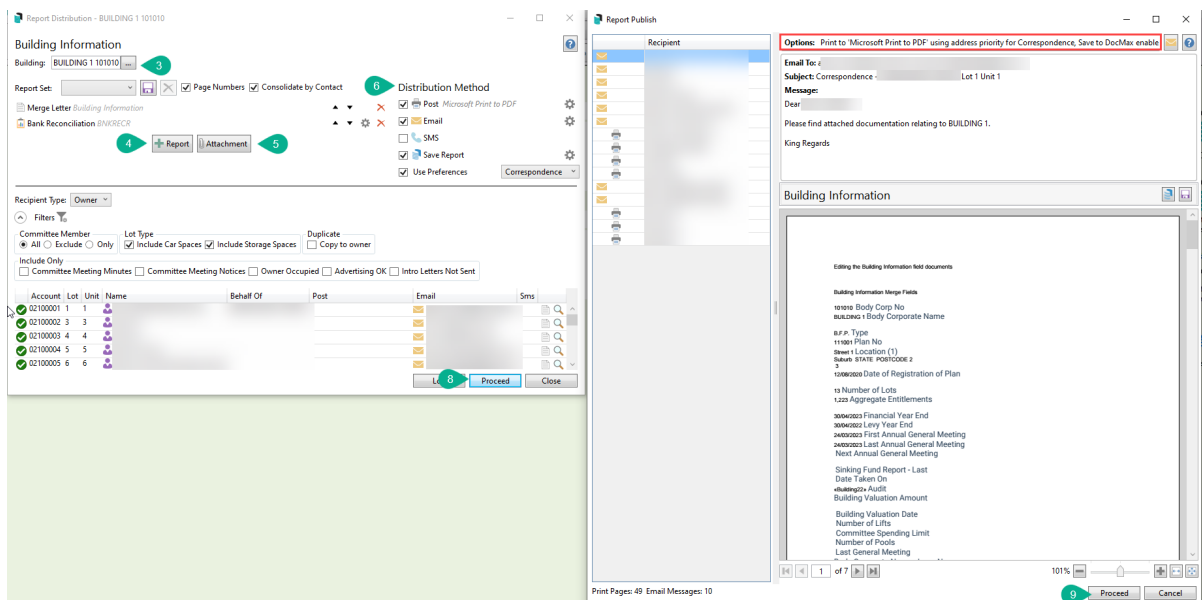 Report Distribution - BUILDING 1 101010
Building Information
Building: BUILDING 1 101010 ...
3
Report Set:
Page Numbers
Consolidate by Contact
Merge Letter Building Information
Bank Reconciliation BNKRECR
4
Report
Attachment
5
6
Distribution Method
Post Microsoft Print to PDF
Email
SMS
Save Report
Use Preferences
Correspondence
Recipient Type: Owner
Filters
Committee Member
All
Exclude
Only
Lot Type
Include Car Spaces
Include Storage Spaces
Duplicate
Copy to owner
Include Only
Committee Meeting Minutes
Committee Meeting Notices
Owner Occupied
Advertising OK
Intro Letters Not Sent
Account Lot Unit Name Behalf Of Post Email Sms
02100001 1 1
02100002 3 3
02100003 4 4
02100004 5 5
02100005 6 6
8
Proceed
Close
Report Publish
Recipient
Options: Print to 'Microsoft Print to PDF' using address priority for Correspondence, Save to DocMax enable
Email To: a
Subject: Correspondence - Lot 1 Unit 1
Message:
Dear
Please find attached documentation relating to BUILDING 1.
King Regards
Building Information
Editing the Building Information field documents
Building Information Merge Fields
101010 Body Corp No
BUILDING 1 Body Corporate Name
B.F.P. Type
111001 Plan No
Street 1 Location (1)
Suburb STATE POSTCODE 2
3
12/08/2020 Date of Registration of Plan
13 Number of Lots
1,223 Aggregate Entitlements
30/04/2023 Financial Year End
30/04/2022 Levy Year End
24/03/2023 First Annual General Meeting
24/03/2023 Last Annual General Meeting
Next Annual General Meeting
Sinking Fund Report - Last
Date Taken On
«Building22» Audit
Building Valuation Amount
Building Valuation Date
Number of Lifts
Committee Spending Limit
Number of Pools
Last General Meeting
1 of 7
101%
Print Pages: 49 Email Messages: 10
9
Proceed
Cancel